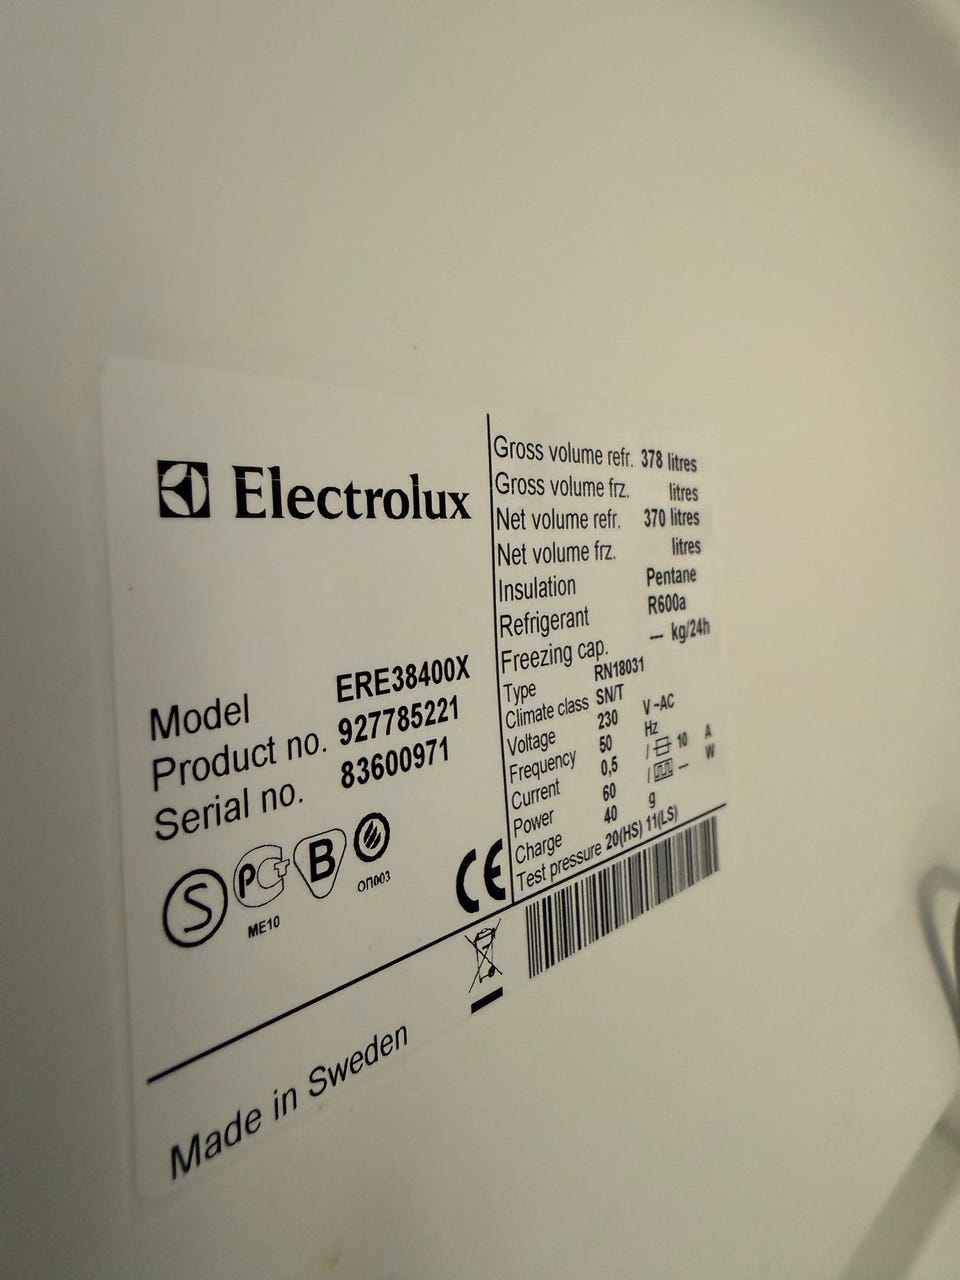 Electrolux
Model ERE38400X
Product no. 927785221
Serial no. 83600971
S PCT B
ME10
ОП003
CE
Made in Sweden
Gross volume refr. 378 litres
Gross volume frz. litres
Net volume refr. 370 litres
Net volume frz. litres
Insulation Pentane
Refrigerant R600a
Freezing cap. --- kg/24h
Type RN18031
Climate class SN/T
Voltage 230 V~AC
Frequency 50 Hz
Current 0,5 / 10 A
Power 60 / – W
Charge 40 g
Test pressure 20(HS) 11(LS)